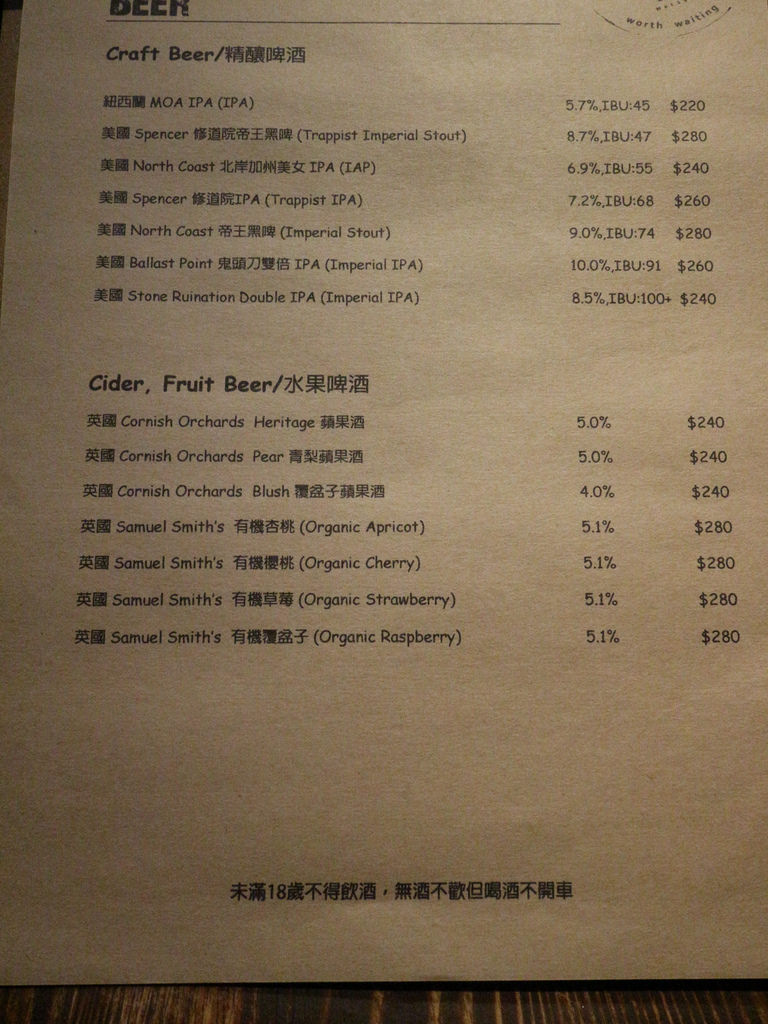 BEER
worth waiting
Craft Beer/精釀啤酒
紐西蘭 MOA IPA (IPA) 5.7%,IBU:45 $220
美國 Spencer 修道院帝王黑啤 (Trappist Imperial Stout) 8.7%,IBU:47 $280
美國 North Coast 北岸加州美女 IPA (IAP) 6.9%,IBU:55 $240
美國 Spencer 修道院IPA (Trappist IPA) 7.2%,IBU:68 $260
美國 North Coast 帝王黑啤 (Imperial Stout) 9.0%,IBU:74 $280
美國 Ballast Point 鬼頭刀雙倍 IPA (Imperial IPA) 10.0%,IBU:91 $260
美國 Stone Ruination Double IPA (Imperial IPA) 8.5%,IBU:100+ $240
Cider, Fruit Beer/水果啤酒
英國 Cornish Orchards Heritage 蘋果酒 5.0% $240
英國 Cornish Orchards Pear 青梨蘋果酒 5.0% $240
英國 Cornish Orchards Blush 覆盆子蘋果酒 4.0% $240
英國 Samuel Smith's 有機杏桃 (Organic Apricot) 5.1% $280
英國 Samuel Smith's 有機櫻桃 (Organic Cherry) 5.1% $280
英國 Samuel Smith's 有機草莓 (Organic Strawberry) 5.1% $280
英國 Samuel Smith's 有機覆盆子 (Organic Raspberry) 5.1% $280
未滿18歲不得飲酒，無酒不歡但喝酒不開車